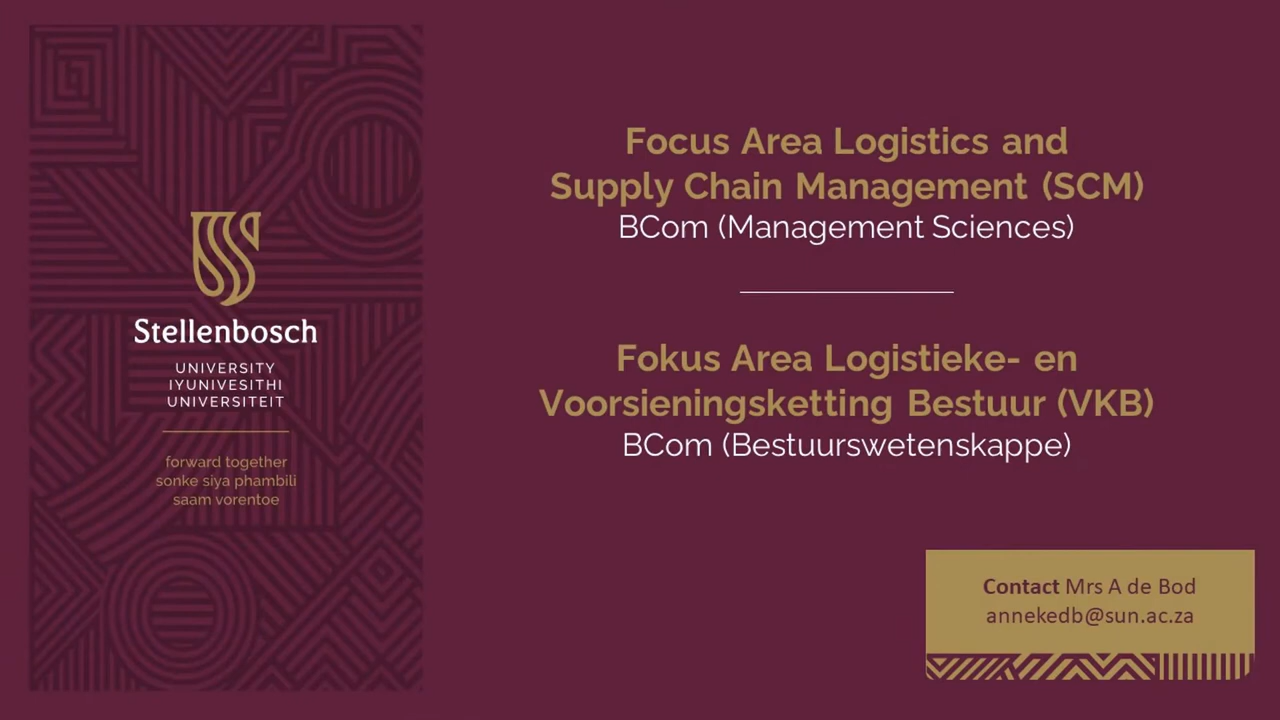 Stellenbosch
UNIVERSITY
IYUNIVESITHI
UNIVERSITEIT
forward together
sonke siya phambili
saam vorentoe
Focus Area Logistics and
Supply Chain Management (SCM)
BCom (Management Sciences)
Fokus Area Logistieke- en
Voorsieningsketting Bestuur (VKB)
BCom (Bestuurswetenskappe)
Contact Mrs A de Bod
annekedb@sun.ac.za